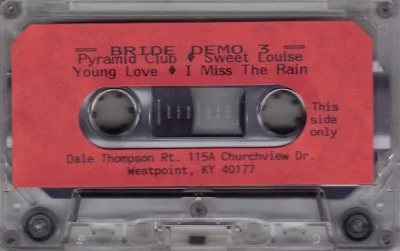 BRIDE DEMO 3
Pyramid Club ♦ Sweet Louise
Young Love ♦ I Miss The Rain
This
side
only
Dale Thompson Rt. 115A Churchview Dr.
Westpoint, KY 40177